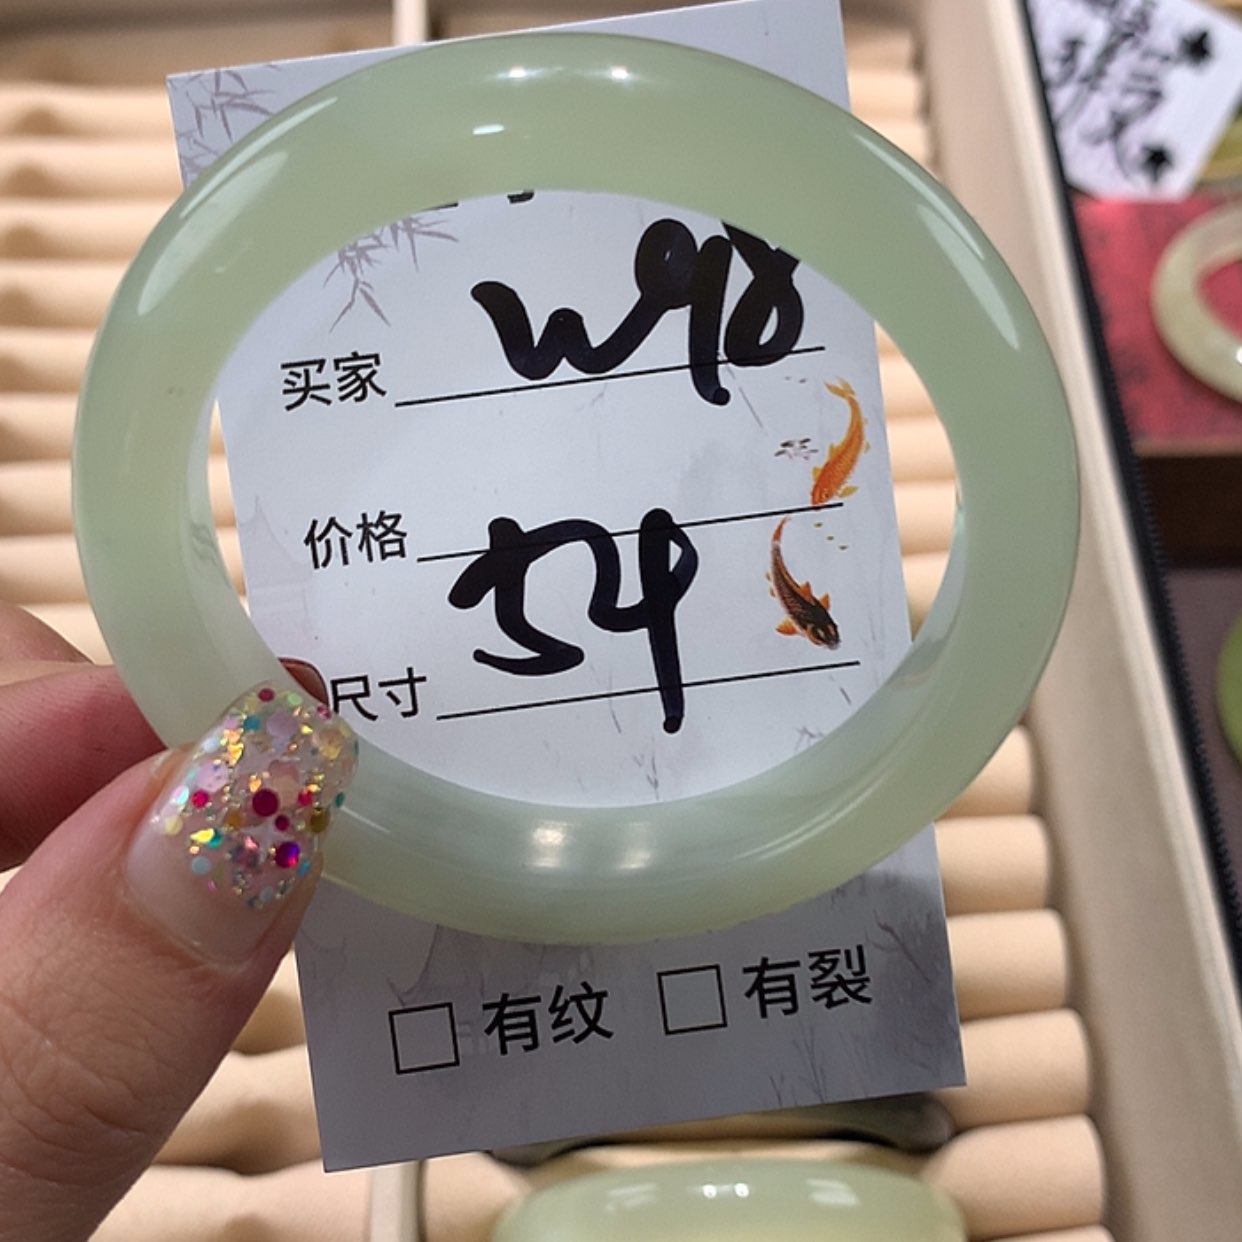 买家 W98
价格
尺寸 54
□ 有纹 □ 有裂